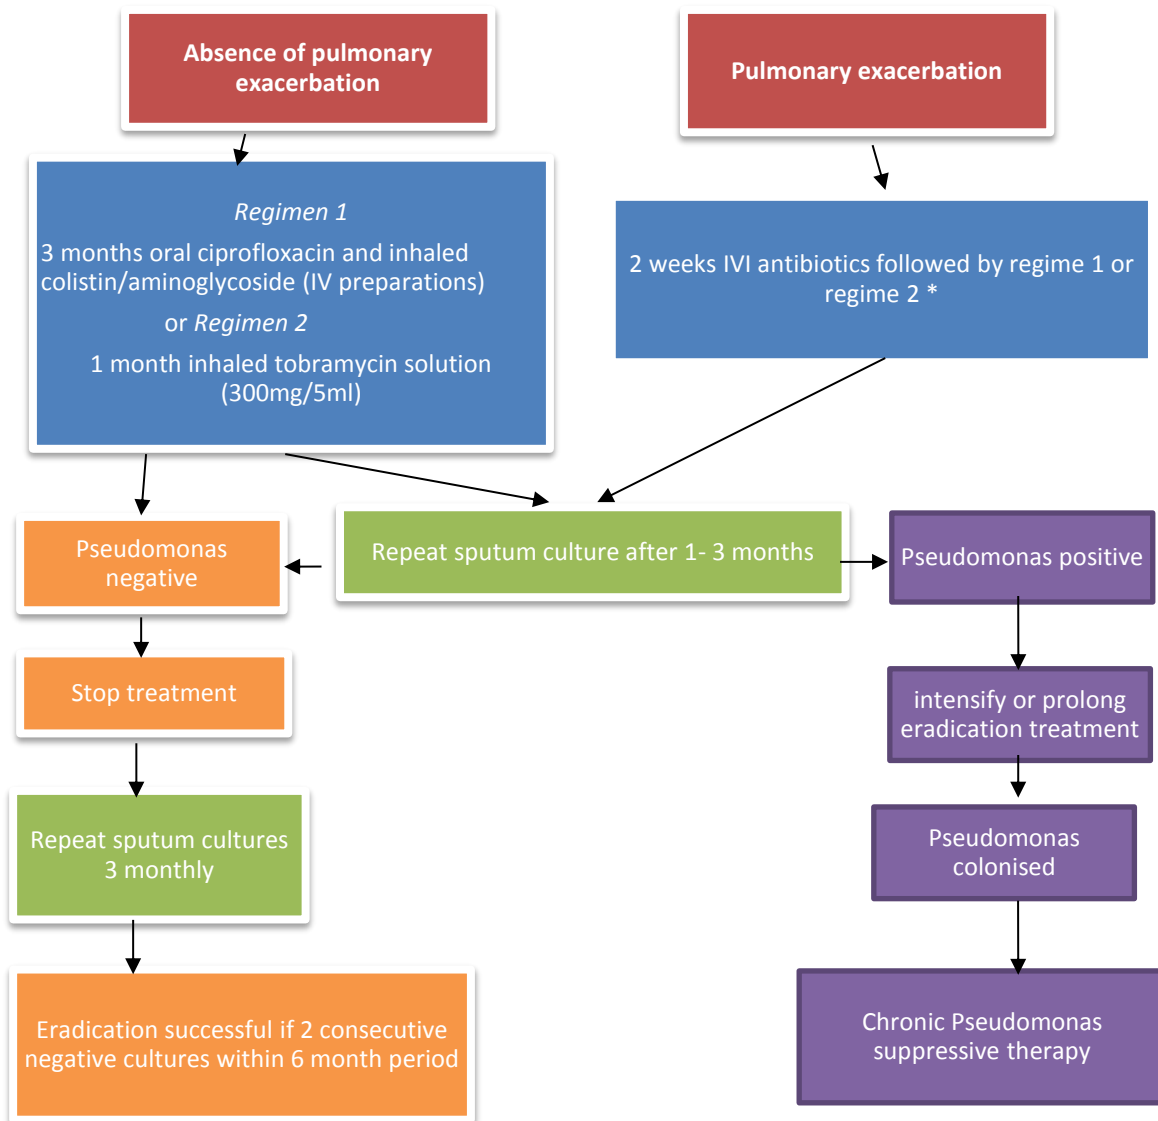 Absence of pulmonary
exacerbation
Pulmonary exacerbation
Regimen 1
3 months oral ciprofloxacin and inhaled
colistin/aminoglycoside (IV preparations)
or Regimen 2
1 month inhaled tobramycin solution
(300mg/5ml)
2 weeks IVI antibiotics followed by regime 1 or
regime 2 *
Pseudomonas
negative
Repeat sputum culture after 1- 3 months
Pseudomonas positive
Stop treatment
intensify or prolong
eradication treatment
Repeat sputum cultures
3 monthly
Pseudomonas
colonised
Eradication successful if 2 consecutive
negative cultures within 6 month period
Chronic Pseudomonas
suppressive therapy